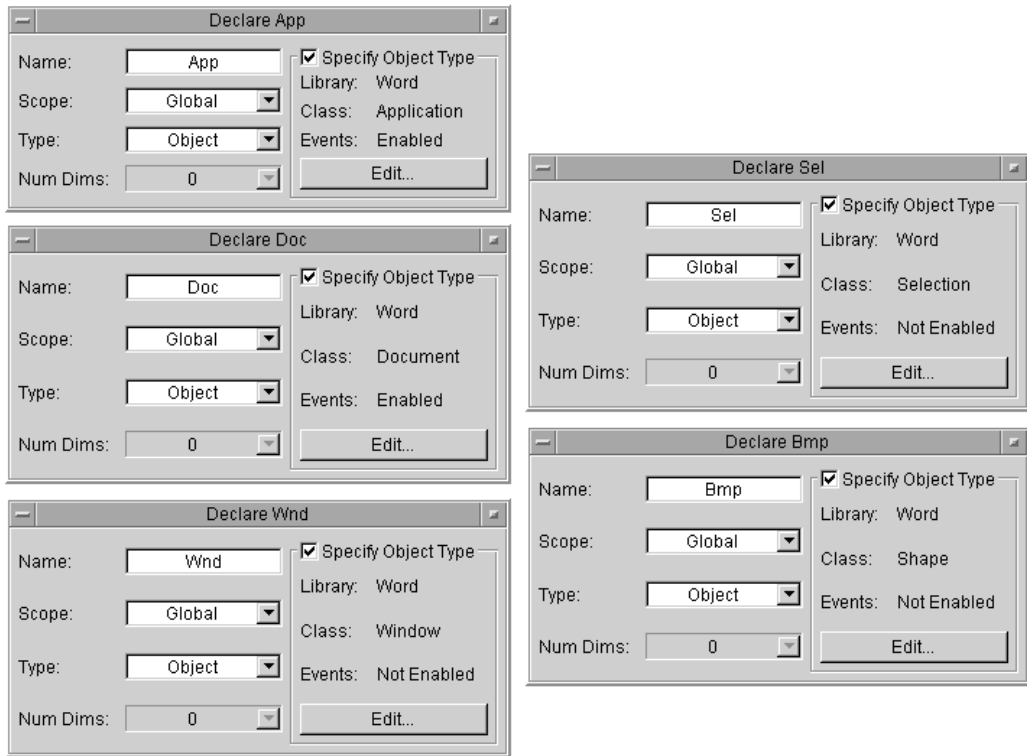 Declare App
Name: App
Scope: Global
Type: Object
Num Dims: 0
Specify Object Type
Library: Word
Class: Application
Events: Enabled
Edit...
Declare Doc
Name: Doc
Scope: Global
Type: Object
Num Dims: 0
Specify Object Type
Library: Word
Class: Document
Events: Enabled
Edit...
Declare Wnd
Name: Wnd
Scope: Global
Type: Object
Num Dims: 0
Specify Object Type
Library: Word
Class: Window
Events: Not Enabled
Edit...
Declare Sel
Name: Sel
Scope: Global
Type: Object
Num Dims: 0
Specify Object Type
Library: Word
Class: Selection
Events: Not Enabled
Edit...
Declare Bmp
Name: Bmp
Scope: Global
Type: Object
Num Dims: 0
Specify Object Type
Library: Word
Class: Shape
Events: Not Enabled
Edit...